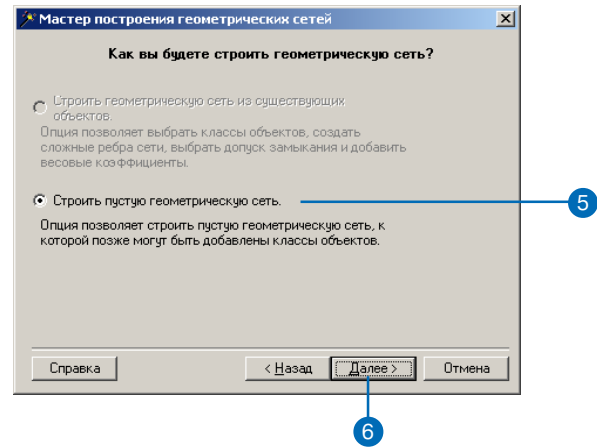 Мастер построения геометрических сетей
Как вы будете строить геометрическую сеть?
Строить геометрическую сеть из существующих
объектов.
Опция позволяет выбрать классы объектов, создать
сложные ребра сети, выбрать допуск замыкания и добавить
весовые коэффициенты.
Строить пустую геометрическую сеть.
5
Опция позволяет строить пустую геометрическую сеть, к
которой позже могут быть добавлены классы объектов.
Справка
< Назад
Далее >
Отмена
6